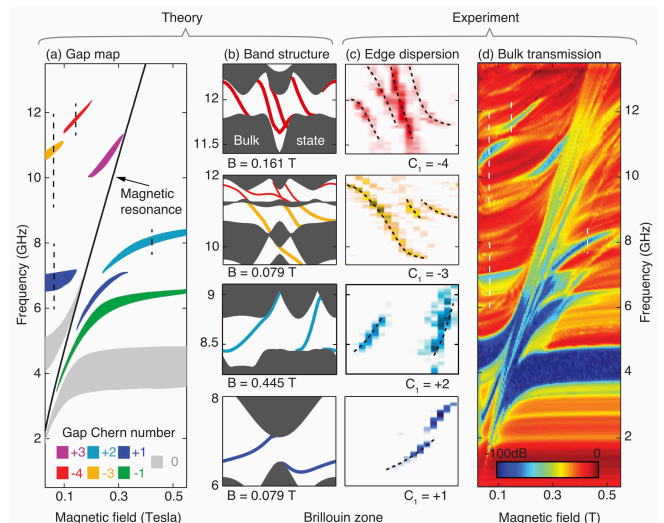 Theory
Experiment
(a) Gap map
(b) Band structure
(c) Edge dispersion
(d) Bulk transmission
Frequency (GHz)
12
10
8
6
4
2
Magnetic resonance
Gap Chern number
+3 +2 +1
0
-4 -3 -1
0.1 0.3 0.5
Magnetic field (Tesla)
12
11.5
Bulk state
B = 0.161 T
C1 = -4
12
10
B = 0.079 T
C1 = -3
9
8.5
B = 0.445 T
C1 = +2
8
6
B = 0.079 T
C1 = +1
Brillouin zone
12
10
8
6
4
2
Frequency (GHz)
-100dB 0
0.1 0.3 0.5
Magnetic field (T)